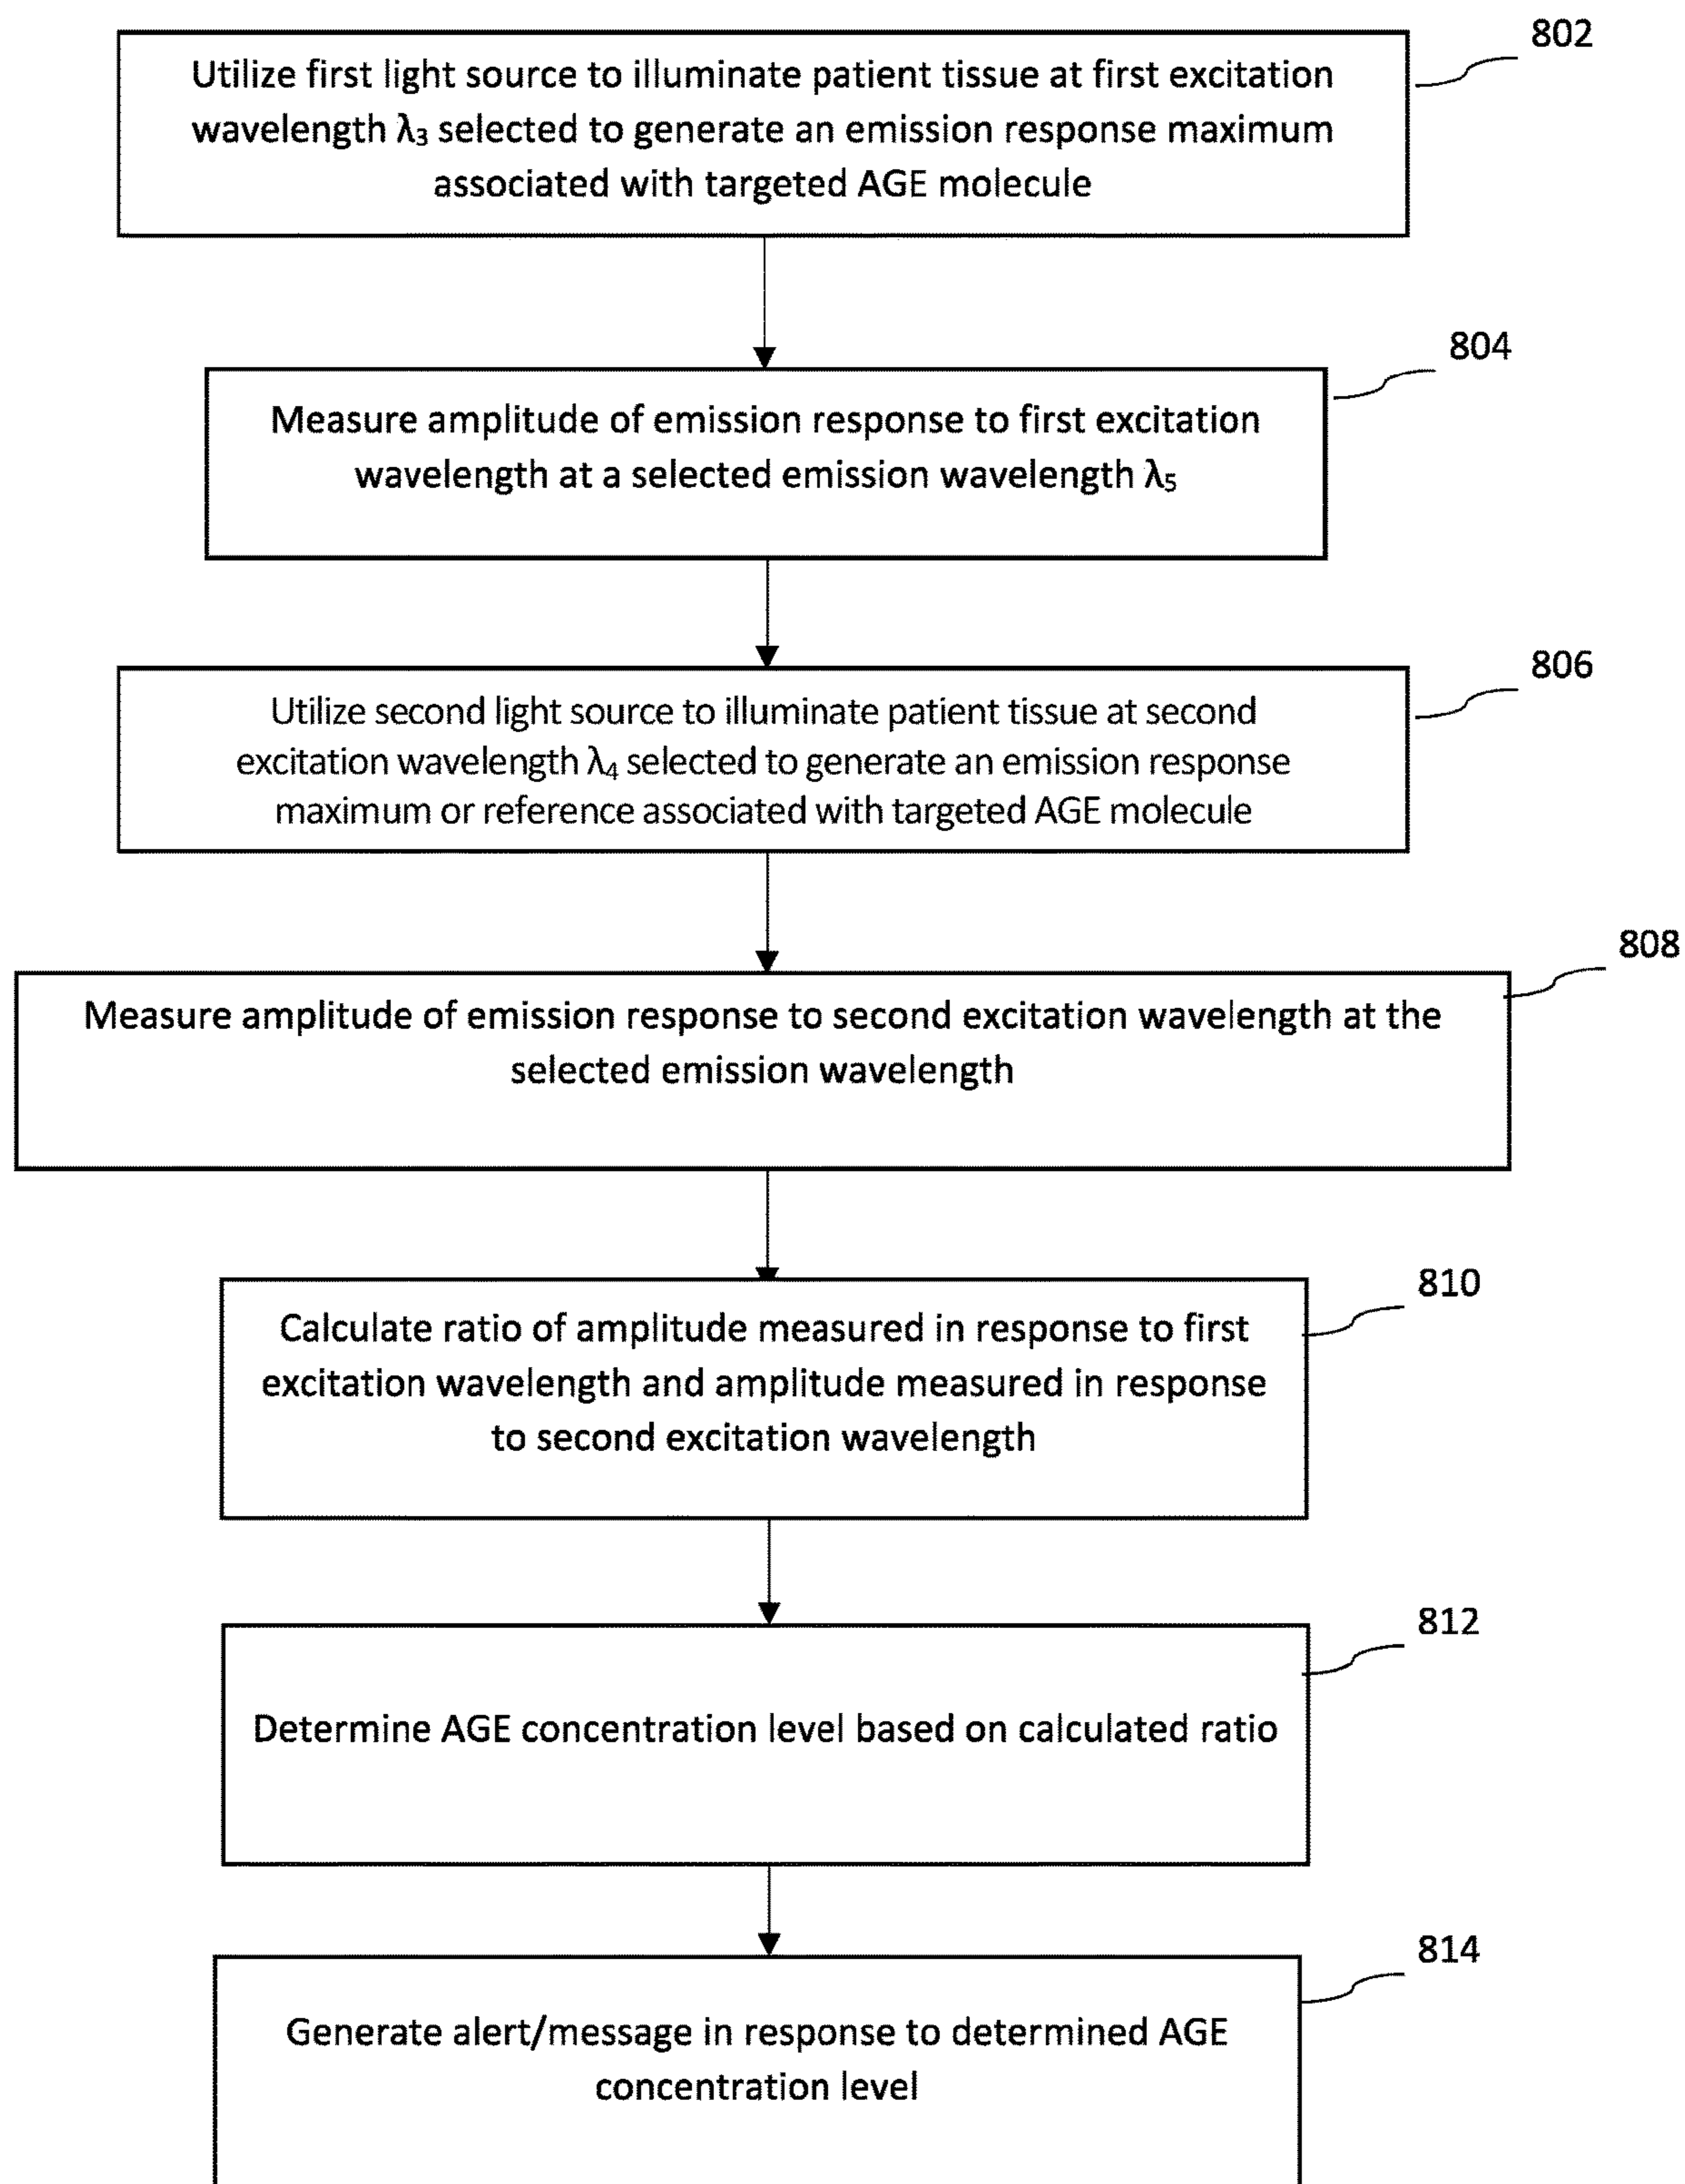 802
Utilize first light source to illuminate patient tissue at first excitation
wavelength λ₃ selected to generate an emission response maximum
associated with targeted AGE molecule
804
Measure amplitude of emission response to first excitation
wavelength at a selected emission wavelength λ₅
806
Utilize second light source to illuminate patient tissue at second
excitation wavelength λ₄ selected to generate an emission response
maximum or reference associated with targeted AGE molecule
808
Measure amplitude of emission response to second excitation wavelength at the
selected emission wavelength
810
Calculate ratio of amplitude measured in response to first
excitation wavelength and amplitude measured in response
to second excitation wavelength
812
Determine AGE concentration level based on calculated ratio
814
Generate alert/message in response to determined AGE
concentration level